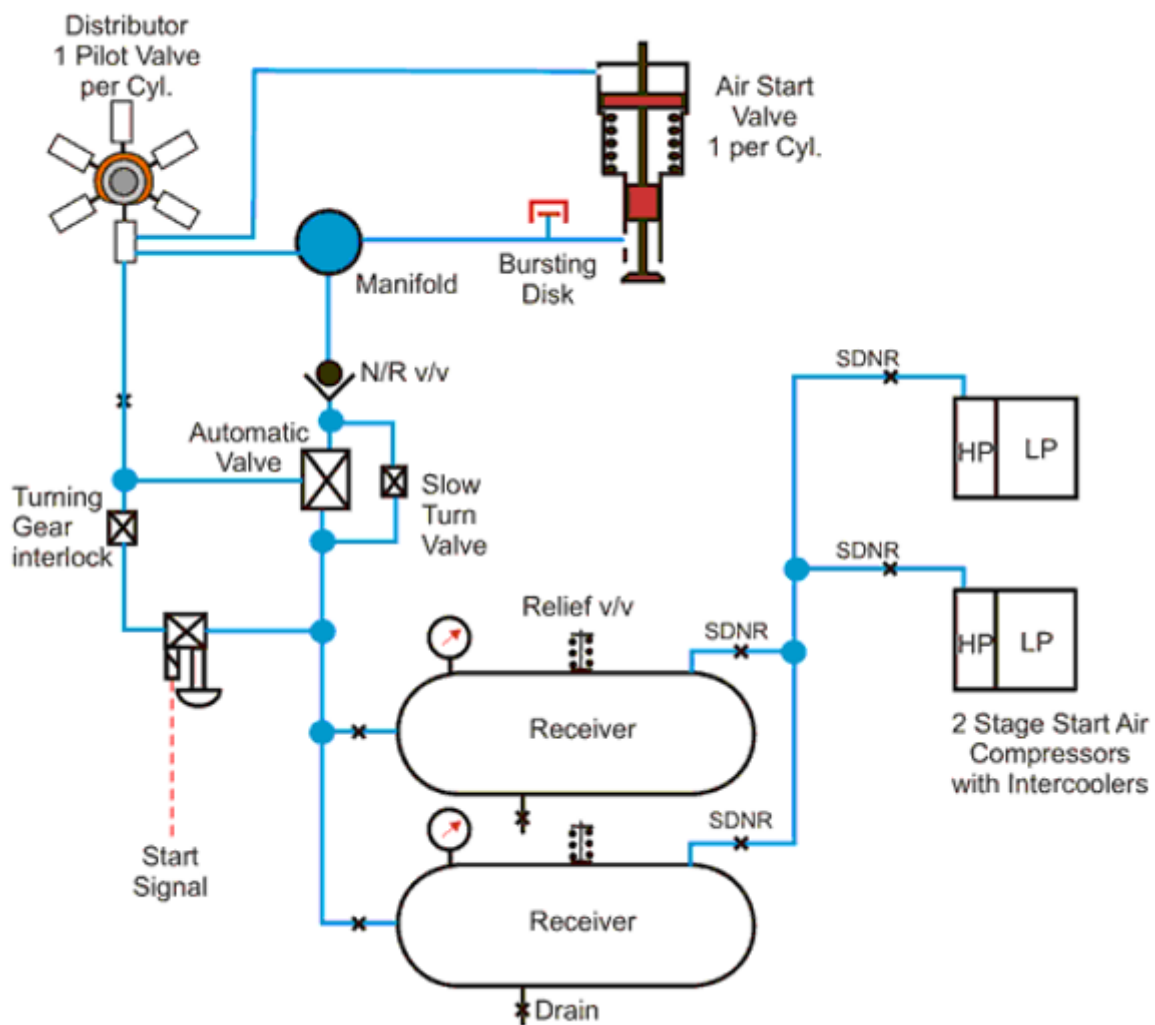 Distributor
1 Pilot Valve
per Cyl.
Air Start
Valve
1 per Cyl.
Manifold
Bursting
Disk
N/R v/v
SDNR
HP
LP
Automatic
Valve
Slow
Turn
Valve
Turning
Gear
interlock
SDNR
HP
LP
Relief v/v
SDNR
Receiver
2 Stage Start Air
Compressors
with Intercoolers
SDNR
Start
Signal
Receiver
Drain